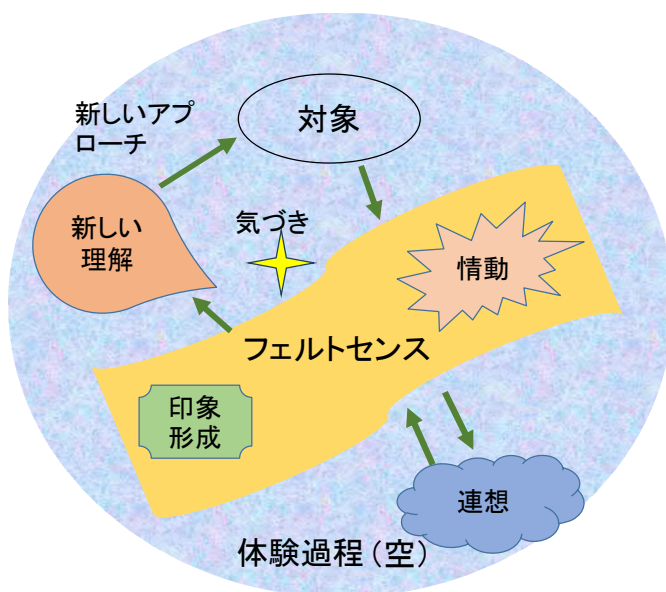 新しいアプ
ローチ
対象
新しい
理解
気づき
情動
フェルトセンス
印象
形成
連想
体験過程(空)